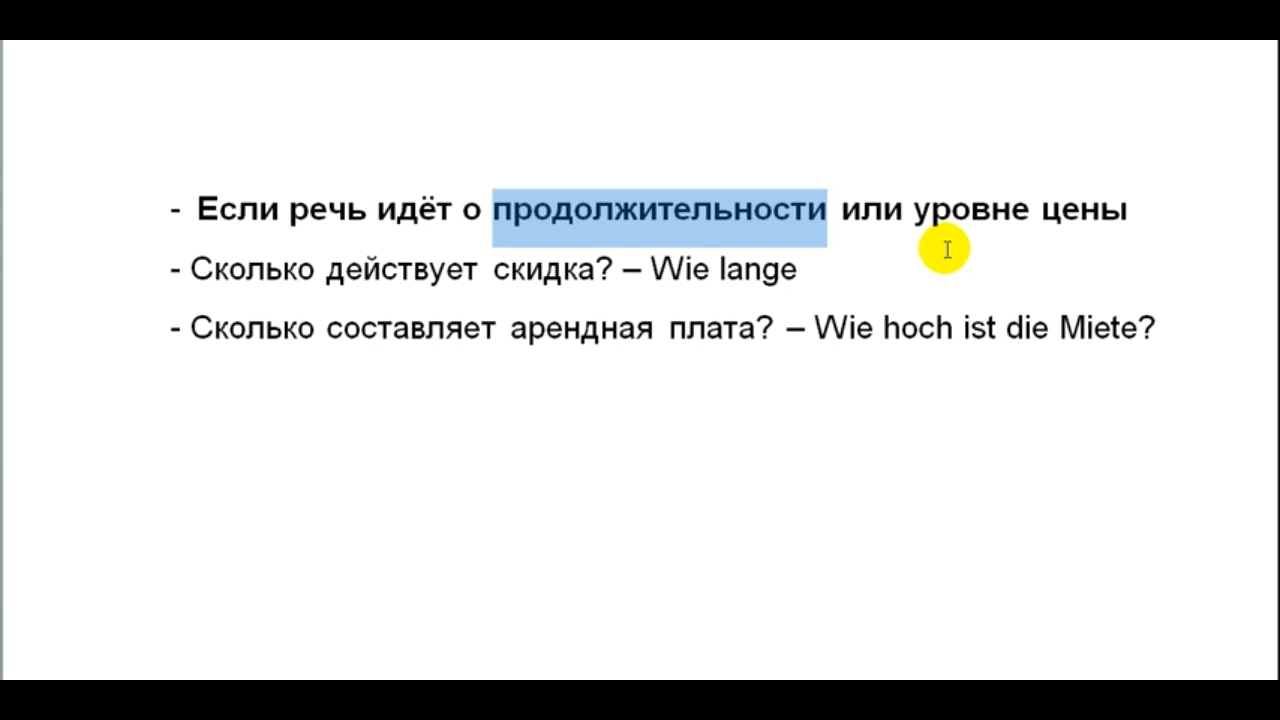 - Если речь идёт о продолжительности или уровне цены
- Сколько действует скидка? – Wie lange
- Сколько составляет арендная плата? – Wie hoch ist die Miete?